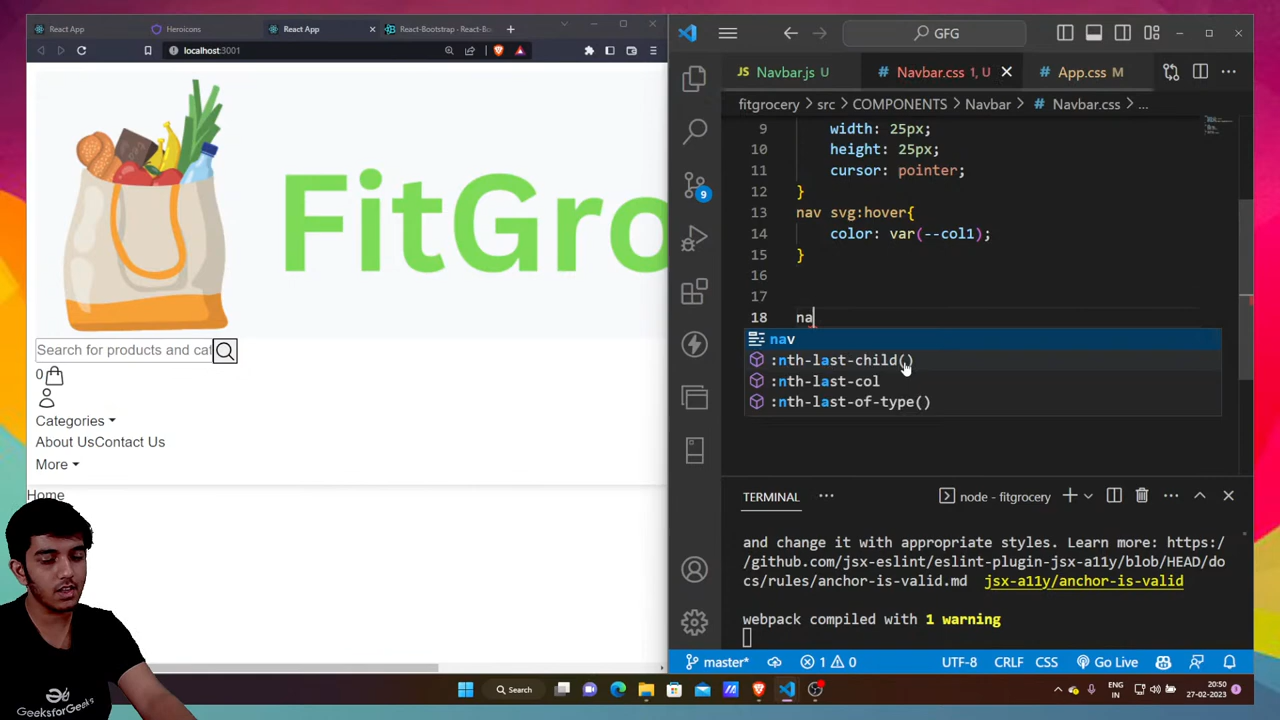 React App
Heroicons
React App
React-Bootstrap · React-Bo
localhost:3001
FitGro
Search for products and cat
0
Categories
About UsContact Us
More
Home
GeeksforGeeks
GFG
Navbar.js U
Navbar.css 1, U
App.css M
fitgrocery > src > COMPONENTS > Navbar > Navbar.css > ...
9 width: 25px;
10 height: 25px;
11 cursor: pointer;
12 }
13 nav svg:hover{
14 color: var(--col1);
15 }
16
17
18 na
nav
:nth-last-child()
:nth-last-col
:nth-last-of-type()
9
TERMINAL
node - fitgrocery
and change it with appropriate styles. Learn more: https:/
/github.com/jsx-eslint/eslint-plugin-jsx-a11y/blob/HEAD/do
cs/rules/anchor-is-valid.md jsx-a11y/anchor-is-valid
webpack compiled with 1 warning
master* 1 0 UTF-8 CRLF CSS Go Live
Search
ENG
IN
20:50
27-02-2023